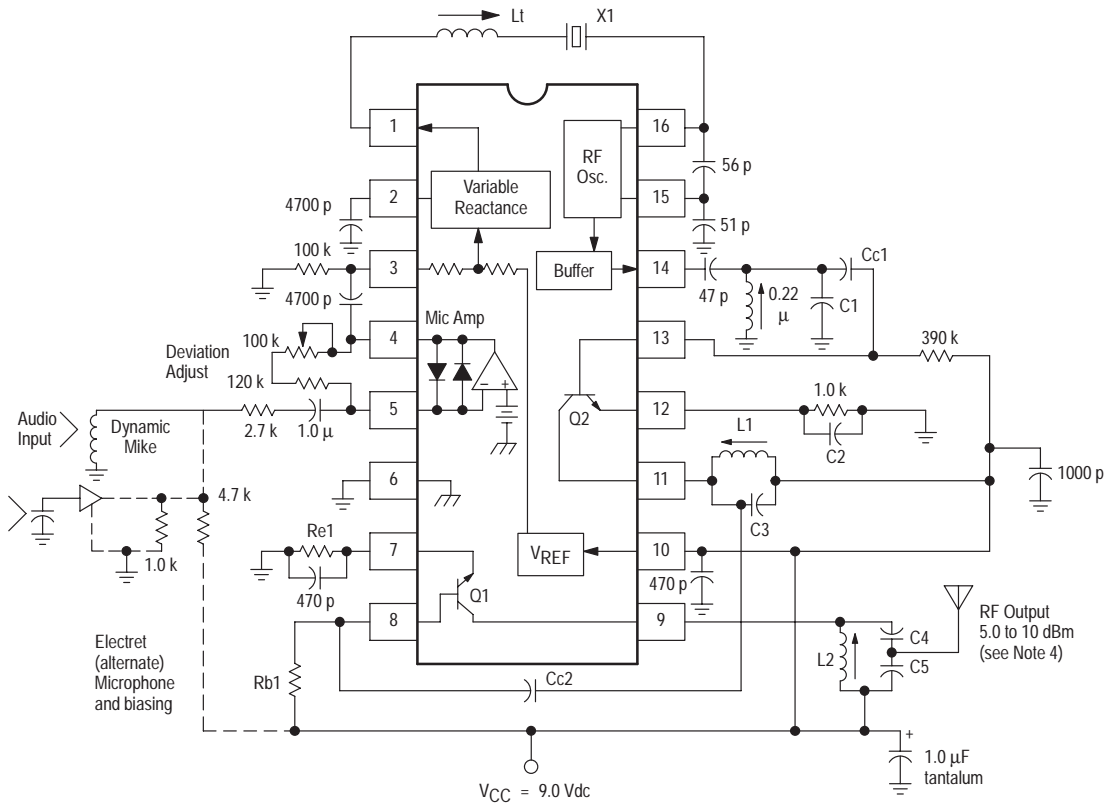 Lt
X1
1
16
RF
Osc.
56 p
Variable
Reactance
4700 p
2
15
51 p
100 k
3
Buffer
14
47 p
Cc1
0.22
µ
C1
4700 p
Mic Amp
100 k
4
13
390 k
Deviation
Adjust
120 k
1.0 k
5
– +
Q2
12
C2
Audio
Input
Dynamic
Mike
2.7 k
1.0 µ
L1
6
11
C3
1000 p
4.7 k
Re1
1.0 k
7
VREF
10
470 p
470 p
Q1
8
9
RF Output
5.0 to 10 dBm
(see Note 4)
C4
L2
C5
Electret
(alternate)
Microphone
and biasing
Rb1
Cc2
+
1.0 µF
tantalum
VCC = 9.0 Vdc